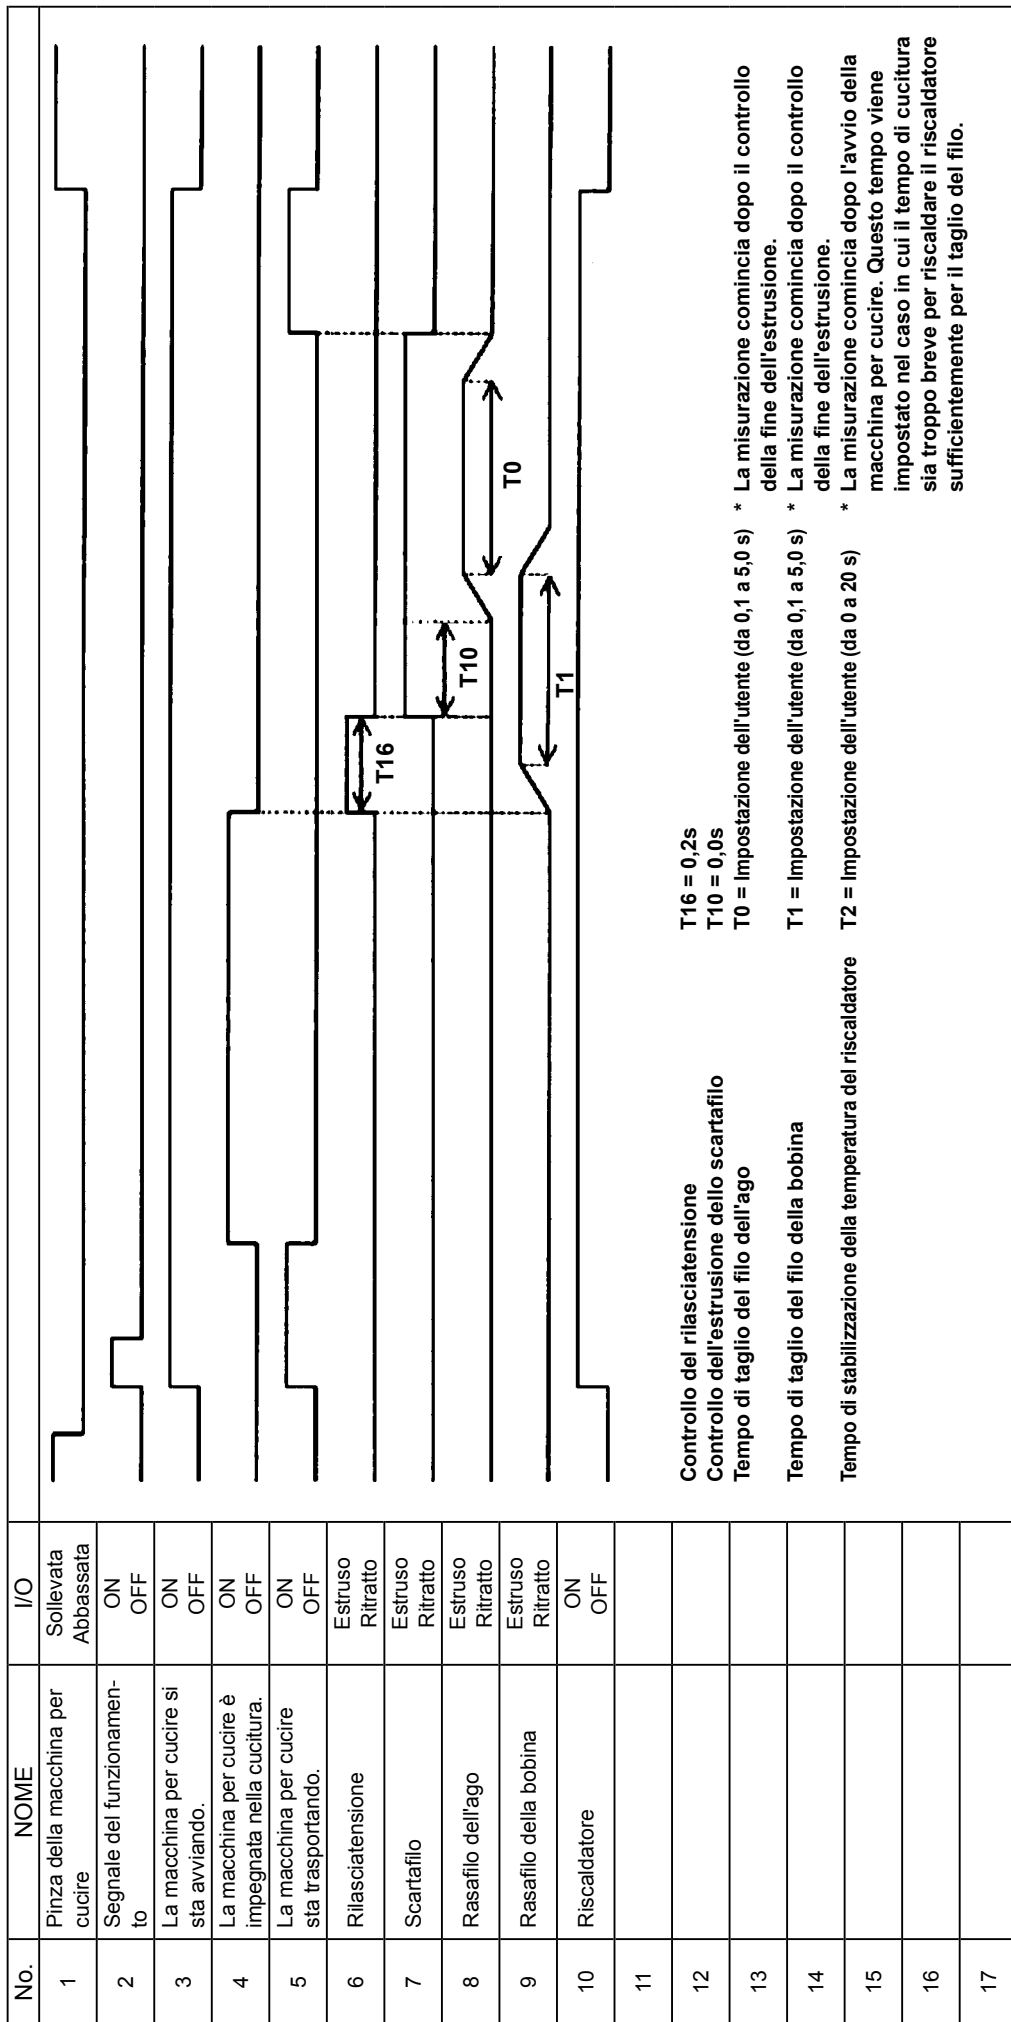 No. NOME I/O
1 Pinza della macchina per
cucire
Sollevata
Abbassata
2 Segnale del funzionamen-
to
ON
OFF
3 La macchina per cucire si
sta avviando.
ON
OFF
4 La macchina per cucire è
impegnata nella cucitura.
ON
OFF
5 La macchina per cucire
sta trasportando.
ON
OFF
6 Rilasciatensione
Estruso
Ritratto
7 Scartafilo
Estruso
Ritratto
8 Rasafilo dell'ago
Estruso
Ritratto
9 Rasafilo della bobina
Estruso
Ritratto
10 Riscaldatore
ON
OFF
11
12
13
14
15
16
17
T16
T10
T0
T1
Controllo del rilasciatensione T16 = 0,2s
Controllo dell'estrusione dello scartafilo T10 = 0,0s
Tempo di taglio del filo dell'ago T0 = Impostazione dell'utente (da 0,1 a 5,0 s) * La misurazione comincia dopo il controllo
della fine dell'estrusione.
Tempo di taglio del filo della bobina T1 = Impostazione dell'utente (da 0,1 a 5,0 s) * La misurazione comincia dopo il controllo
della fine dell'estrusione.
Tempo di stabilizzazione della temperatura del riscaldatore T2 = Impostazione dell'utente (da 0 a 20 s) * La misurazione comincia dopo l'avvio della
macchina per cucire. Questo tempo viene
impostato nel caso in cui il tempo di cucitura
sia troppo breve per riscaldare il riscaldatore
sufficientemente per il taglio del filo.